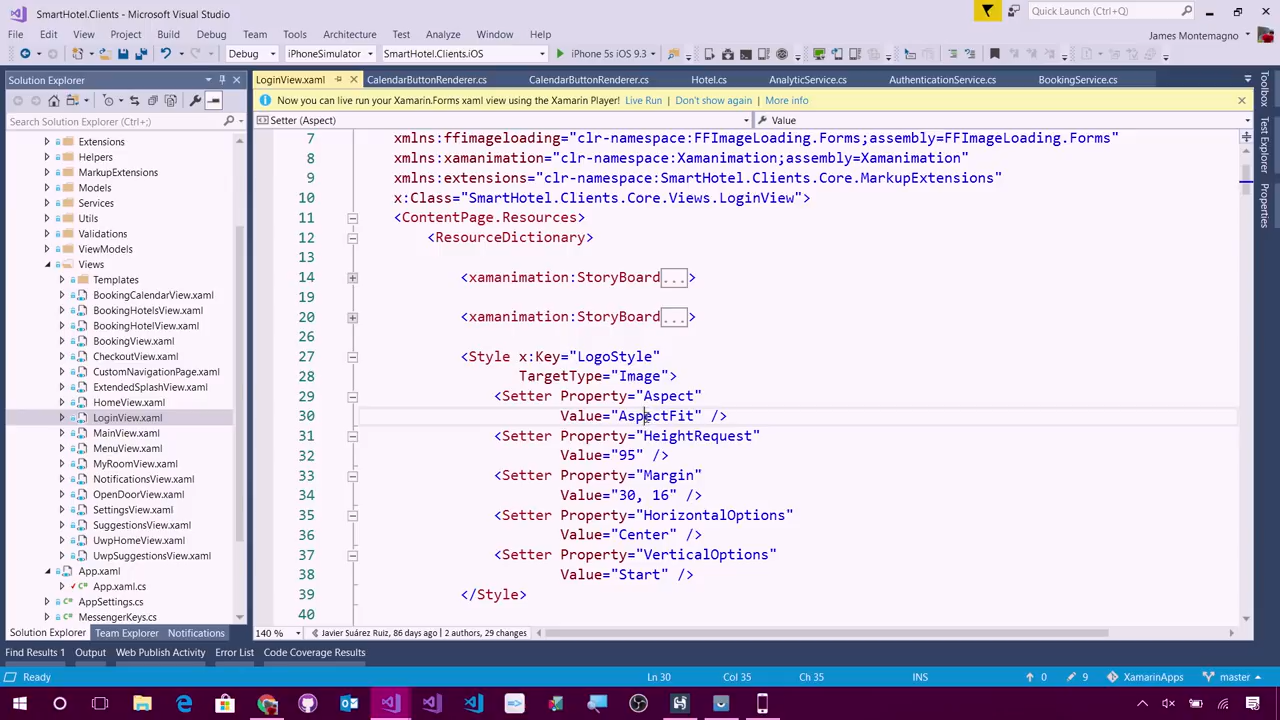 SmartHotel.Clients - Microsoft Visual Studio
Quick Launch (Ctrl+Q)
File Edit View Project Build Debug Team Tools Architecture Test Analyze Window Help
James Montemagno
Debug
iPhoneSimulator
SmartHotel.Clients.iOS
iPhone 5s iOS 9.3
Solution Explorer
LoginView.xaml
CalendarButtonRenderer.cs
CalendarButtonRenderer.cs
Hotel.cs
AnalyticService.cs
AuthenticationService.cs
BookingService.cs
Now you can live run your Xamarin.Forms xaml view using the Xamarin Player! Live Run Don't show again More info
Search Solution Explorer (Ctrl+;)
Setter (Aspect)
Value
Extensions
Helpers
MarkupExtensions
Models
Services
Utils
Validations
ViewModels
Views
Templates
BookingCalendarView.xaml
BookingHotelsView.xaml
BookingHotelView.xaml
BookingView.xaml
CheckoutView.xaml
CustomNavigationPage.xaml
ExtendedSplashView.xaml
HomeView.xaml
LoginView.xaml
MainView.xaml
MenuView.xaml
MyRoomView.xaml
NotificationsView.xaml
OpenDoorView.xaml
SettingsView.xaml
SuggestionsView.xaml
UwpHomeView.xaml
UwpSuggestionsView.xaml
App.xaml
App.xaml.cs
AppSettings.cs
MessengerKeys.cs
7 xmlns:ffimageloading="clr-namespace:FFImageLoading.Forms;assembly=FFImageLoading.Forms"
8 xmlns:xamanimation="clr-namespace:Xamanimation;assembly=Xamanimation"
9 xmlns:extensions="clr-namespace:SmartHotel.Clients.Core.MarkupExtensions"
10 x:Class="SmartHotel.Clients.Core.Views.LoginView">
11 <ContentPage.Resources>
12 <ResourceDictionary>
13
14 <xamanimation:StoryBoard...>
19
20 <xamanimation:StoryBoard...>
26
27 <Style x:Key="LogoStyle"
28 TargetType="Image">
29 <Setter Property="Aspect"
30 Value="AspectFit" />
31 <Setter Property="HeightRequest"
32 Value="95" />
33 <Setter Property="Margin"
34 Value="30, 16" />
35 <Setter Property="HorizontalOptions"
36 Value="Center" />
37 <Setter Property="VerticalOptions"
38 Value="Start" />
39 </Style>
40
Toolbox
Test Explorer
Properties
Solution Explorer Team Explorer Notifications
140 %
Javier Suárez Ruiz, 86 days ago | 2 authors, 29 changes
Find Results 1 Output Web Publish Activity Error List Code Coverage Results
Ready
Ln 30
Col 35
Ch 35
INS
0
9
XamarinApps
master